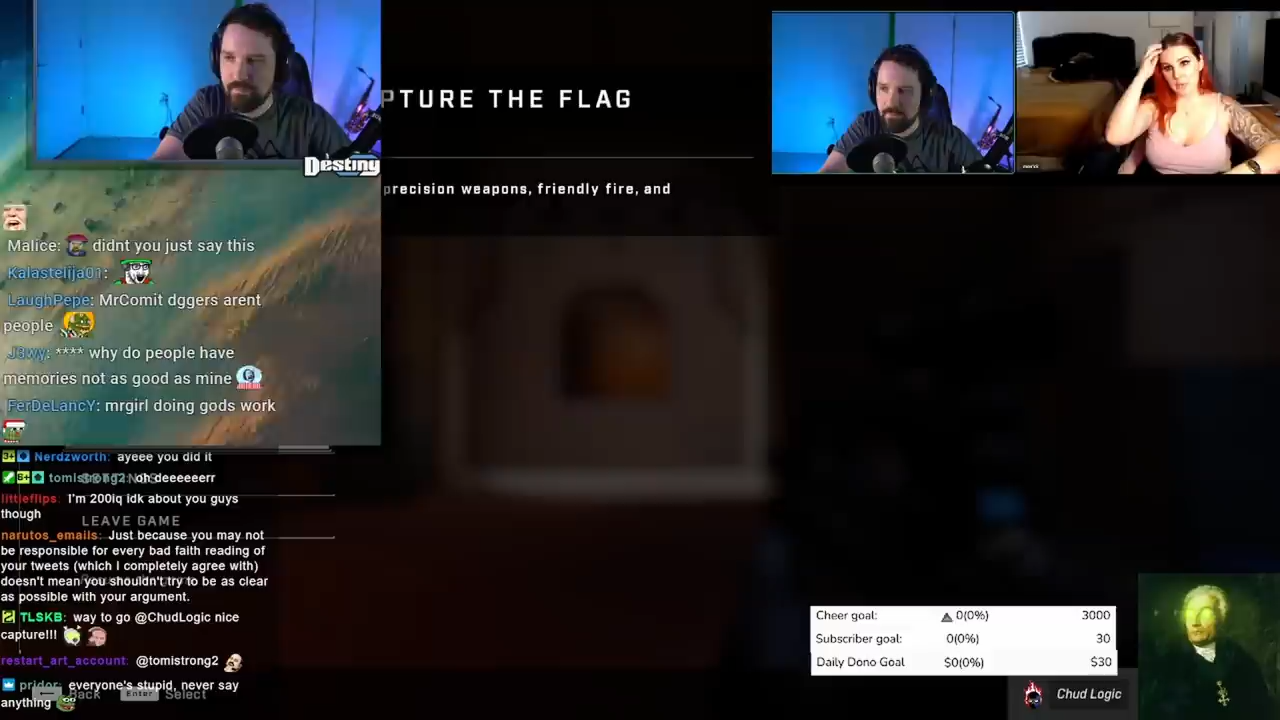 PTURE THE FLAG
precision weapons, friendly fire, and
Destiny
Malice: didnt you just say this
Kalastelija01:
LaughPepe: MrComit dggers arent
people
J3wy: **** why do people have
memories not as good as mine
FerDeLancY: mrgirl doing gods work
Nerdzworth: ayeee you did it
tomistrong2: oh deeeeeerr
littleflips: I'm 200iq idk about you guys
though
LEAVE GAME
narutos_emails: Just because you may not
be responsible for every bad faith reading of
your tweets (which I completely agree with)
doesn't mean you shouldn't try to be as clear
as possible with your argument.
TLSKB: way to go @ChudLogic nice
capture!!!
restart_art_account: @tomistrong2
pridor: everyone's stupid, never say
anything
Back Enter Select
Cheer goal: 0(0%) 3000
Subscriber goal: 0(0%) 30
Daily Dono Goal $0(0%) $30
Chud Logic